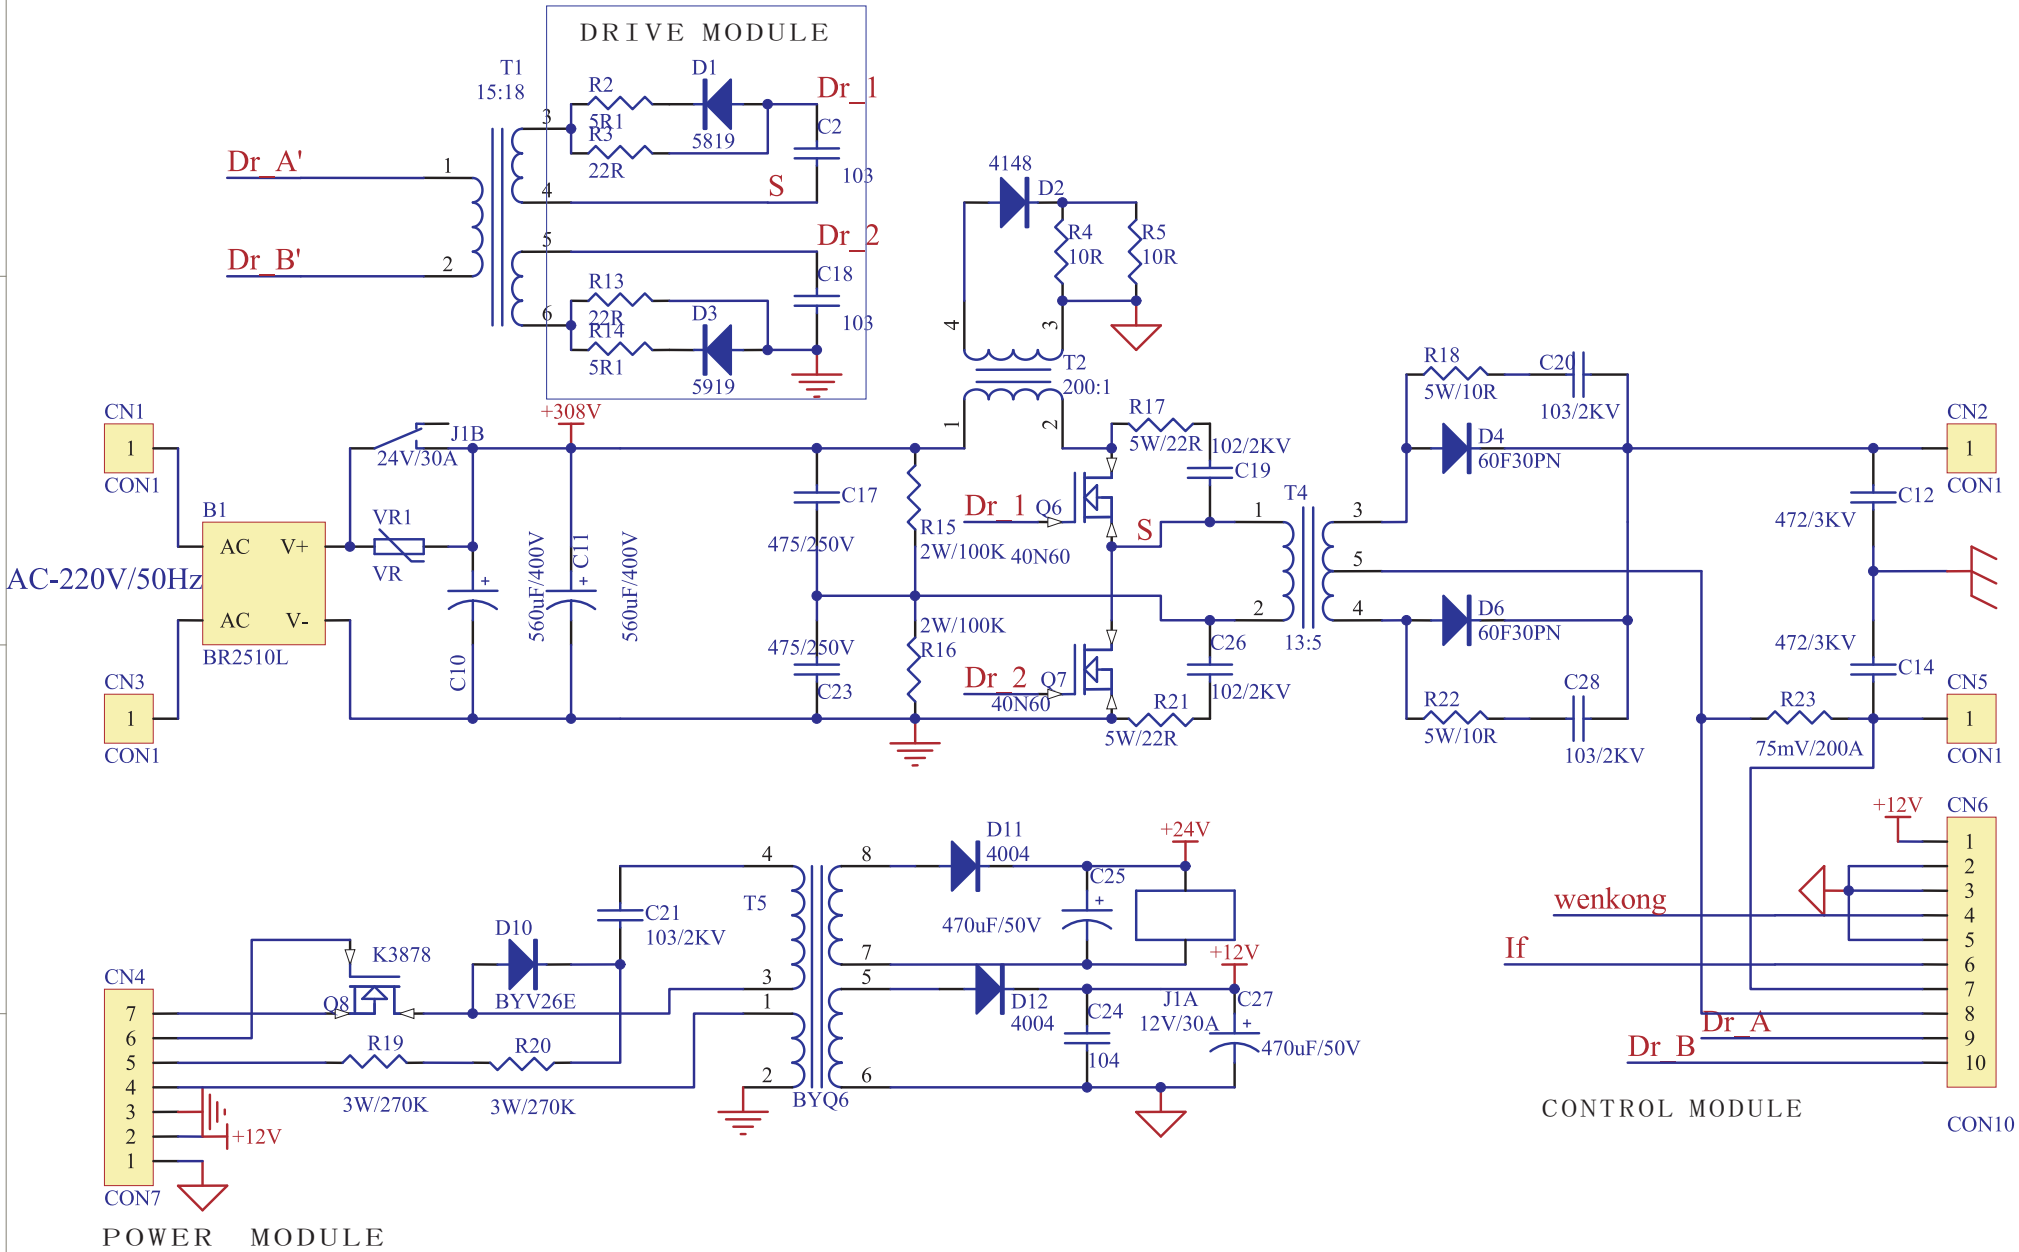 DRIVE MODULE
T1
15:18
1
2
3
4
5
6
Dr_A'
Dr_B'
R2
5R1
R3
22R
D1
5819
Dr_1
C2
103
S
Dr_2
C18
103
R13
22R
R14
5R1
D3
5919
4148
D2
R4
10R
R5
10R
4
3
T2
200:1
1
2
CN1
1
CON1
CN3
1
CON1
AC-220V/50Hz
B1
AC
V+
AC
V-
BR2510L
J1B
24V/30A
VR1
VR
+308V
C10
560uF/400V
C11
560uF/400V
C17
475/250V
475/250V
C23
R15
2W/100K
2W/100K
R16
Dr_1
Q6
40N60
Dr_2
Q7
40N60
S
R17
5W/22R
102/2KV
C19
C26
102/2KV
R21
5W/22R
T4
13:5
1
2
3
5
4
R18
5W/10R
C20
103/2KV
D4
60F30PN
D6
60F30PN
R22
5W/10R
C28
103/2KV
CN2
1
CON1
C12
472/3KV
472/3KV
C14
R23
75mV/200A
CN5
1
CON1
+12V
CN6
1
2
3
4
5
6
7
8
9
10
CON10
wenkong
If
Dr_A
Dr_B
CONTROL MODULE
CN4
7
6
5
4
3
2
1
CON7
+12V
Q8
K3878
D10
BYV26E
R19
3W/270K
R20
3W/270K
C21
103/2KV
T5
BYQ6
4
3
1
2
8
7
5
6
D11
4004
C25
470uF/50V
+24V
+12V
D12
4004
C24
104
J1A
12V/30A
C27
470uF/50V
POWER MODULE